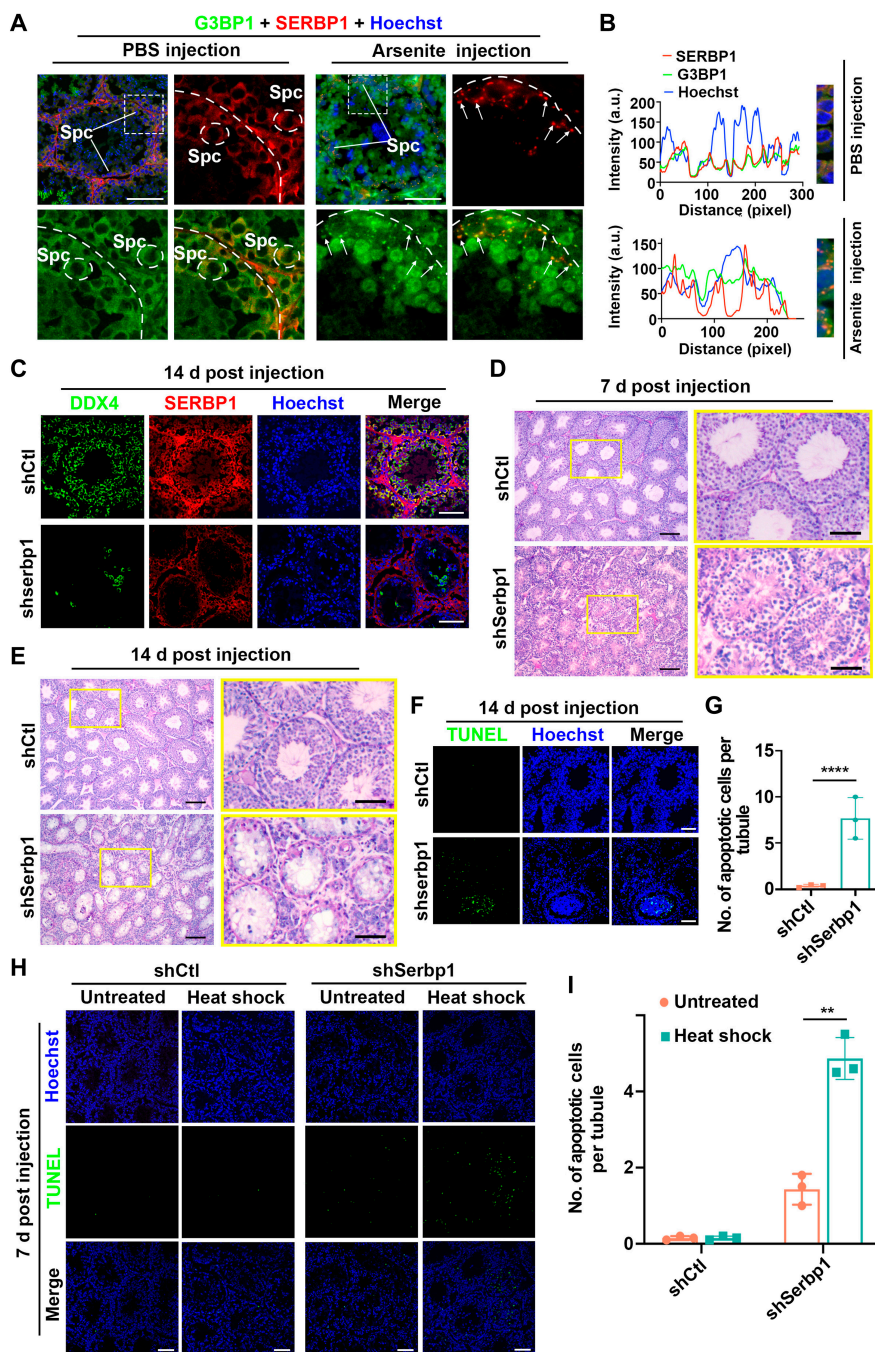 A
G3BP1 + SERBP1 + Hoechst
PBS injection
Arsenite injection
Spc
Spc
Spc
Spc
Spc
Spc
Spc
Spc
B
SERBP1
G3BP1
Hoechst
Intensity (a.u.)
200
150
100
50
0
0 100 200 300
Distance (pixel)
PBS injection
Intensity (a.u.)
200
150
100
50
0
0 100 200
Distance (pixel)
Arsenite injection
C
14 d post injection
DDX4 SERBP1 Hoechst Merge
shCtl
shserbp1
D
7 d post injection
shCtl
shSerbp1
E
14 d post injection
shCtl
shSerbp1
F
14 d post injection
TUNEL Hoechst Merge
shCtl
shserbp1
G
No. of apoptotic cells per
tubule
15
10
5
0
****
shCtl
shSerbp1
H
shCtl shSerbp1
Untreated Heat shock Untreated Heat shock
7 d post injection
Hoechst
TUNEL
Merge
I
Untreated
Heat shock
**
No. of apoptotic cells
per tubule
4
2
0
shCtl
shSerbp1